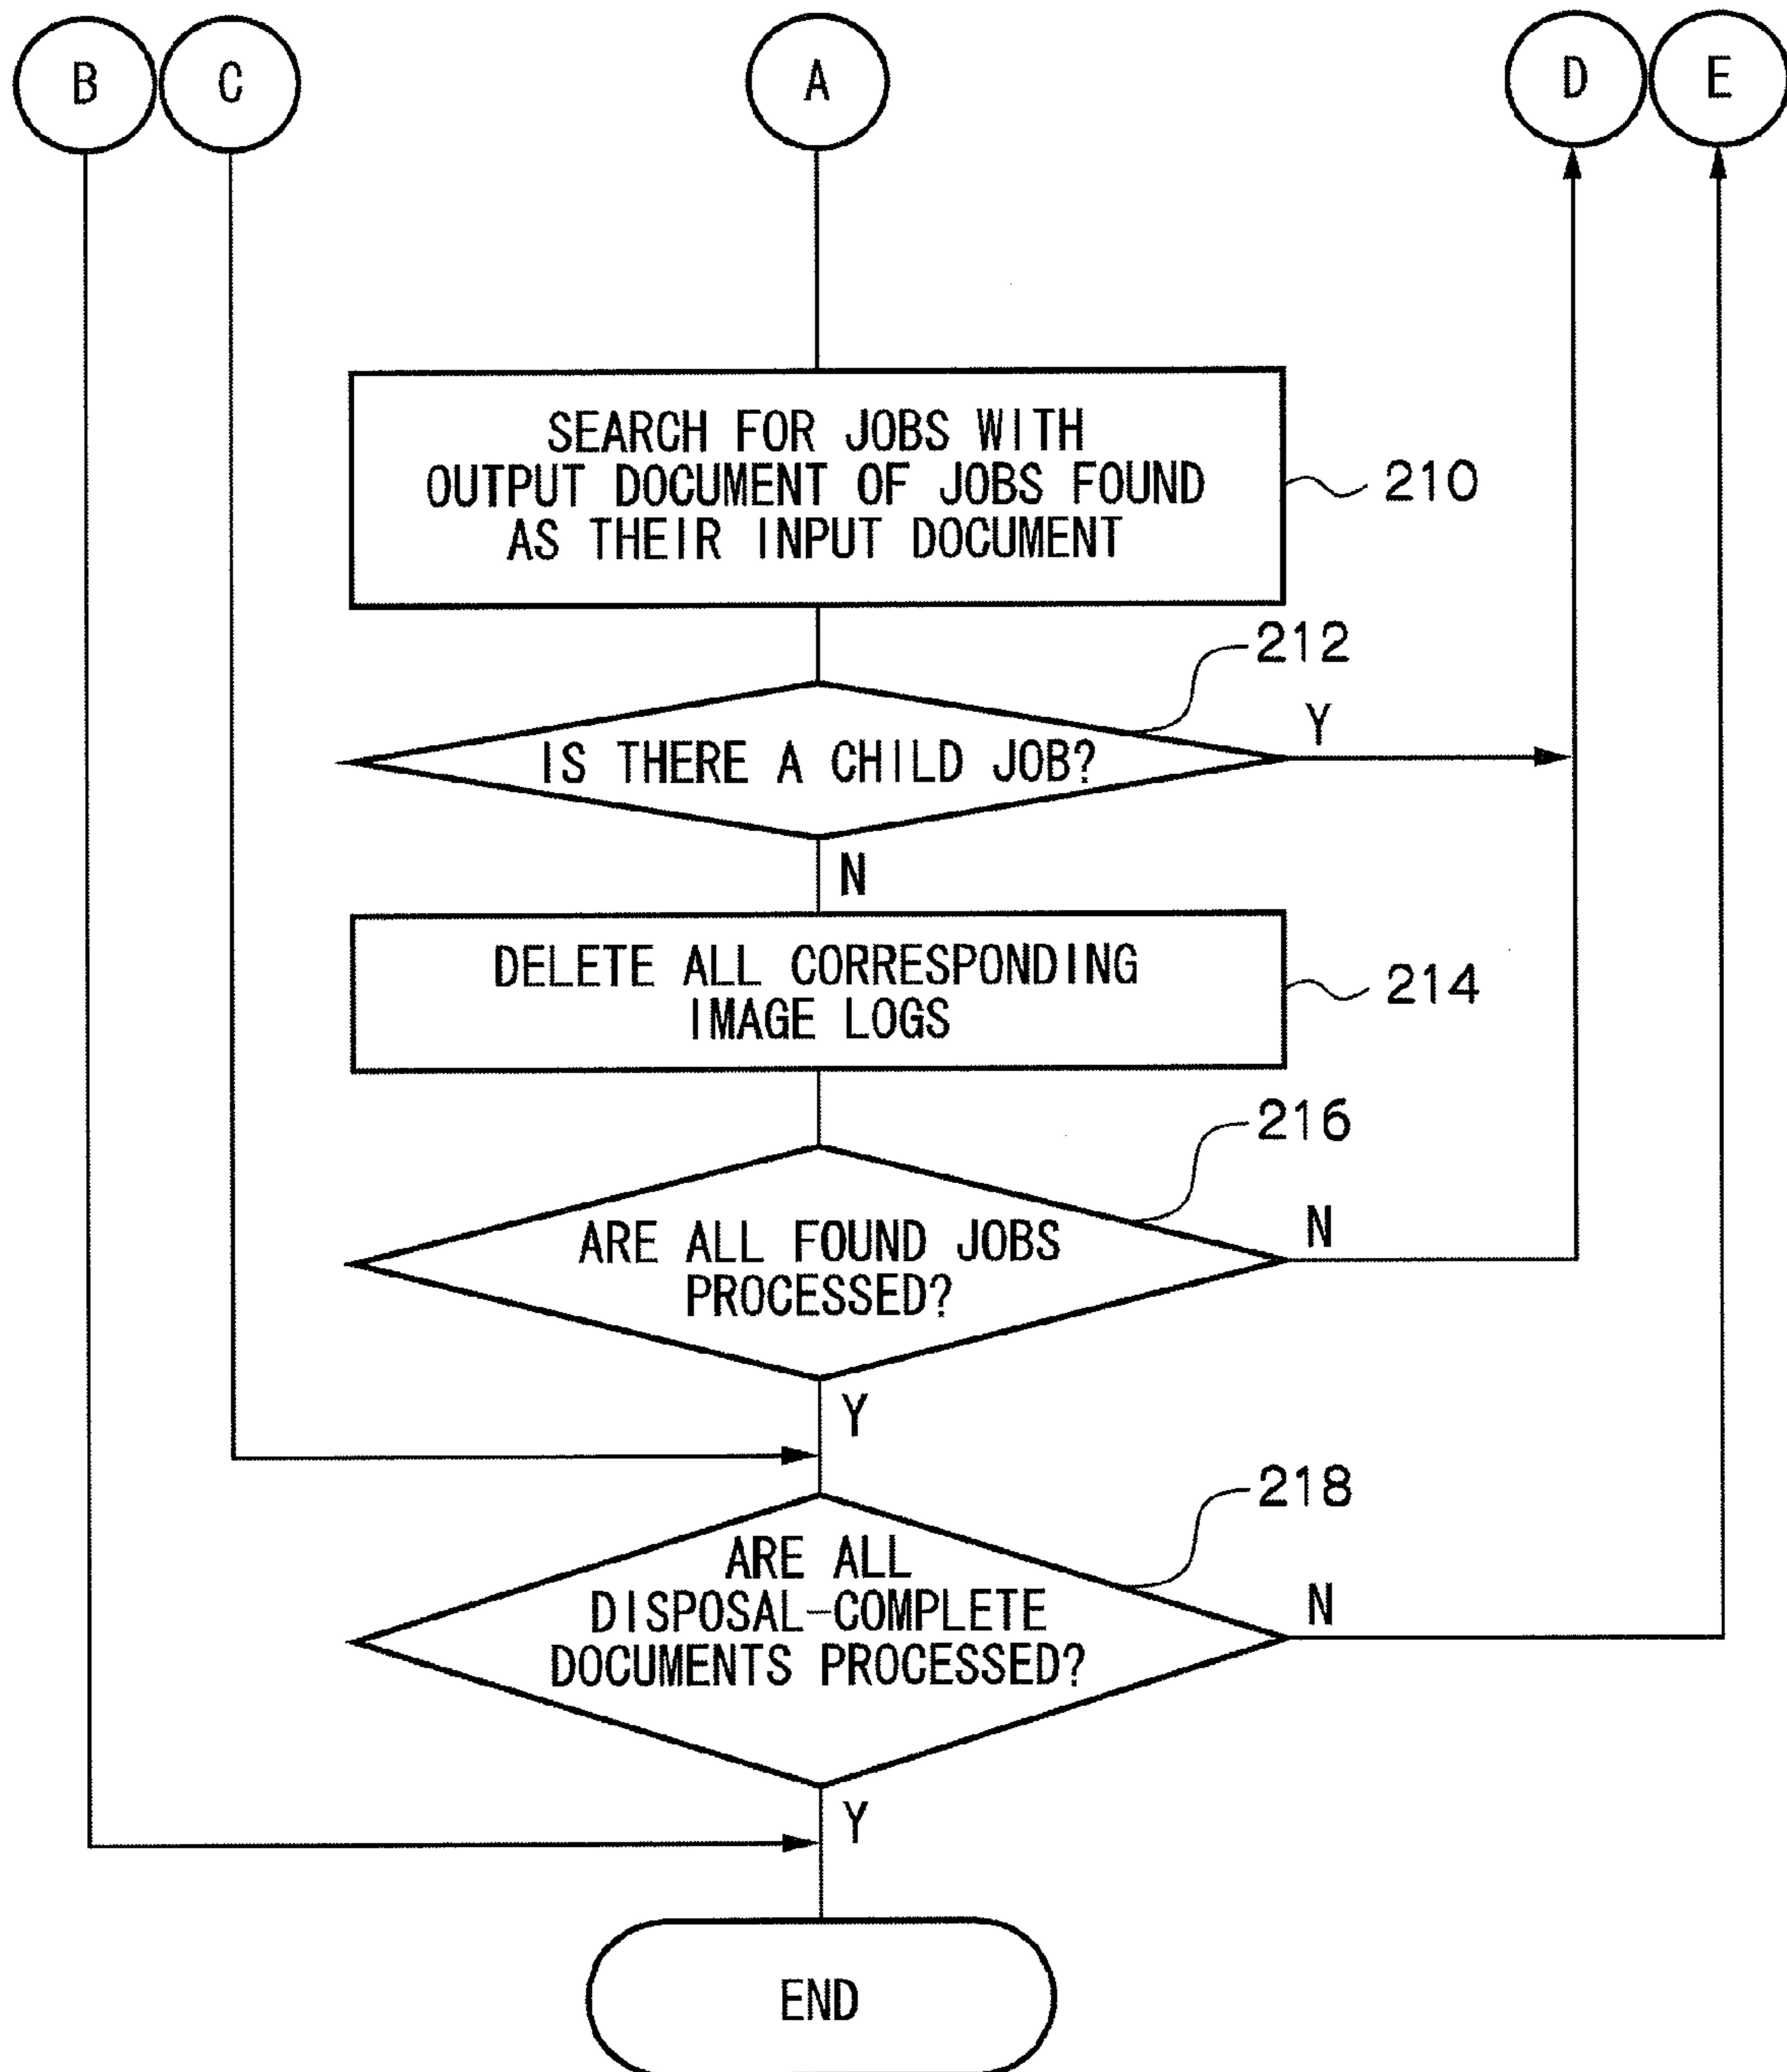 B
C
A
D
E
SEARCH FOR JOBS WITH
OUTPUT DOCUMENT OF JOBS FOUND
AS THEIR INPUT DOCUMENT
210
212
IS THERE A CHILD JOB?
Y
N
DELETE ALL CORRESPONDING
IMAGE LOGS
214
216
ARE ALL FOUND JOBS
PROCESSED?
N
Y
218
ARE ALL
DISPOSAL-COMPLETE
DOCUMENTS PROCESSED?
N
Y
END